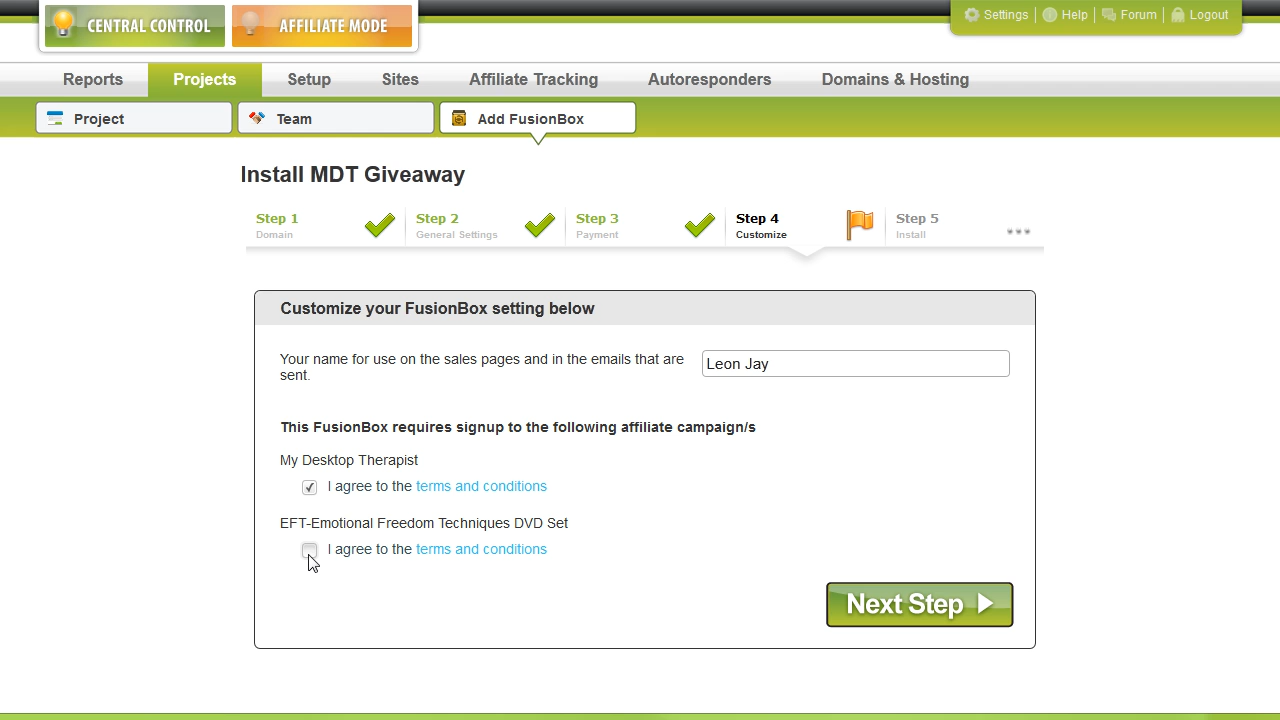 CENTRAL CONTROL
AFFILIATE MODE
Settings
Help
Forum
Logout
Reports
Projects
Setup
Sites
Affiliate Tracking
Autoresponders
Domains & Hosting
Project
Team
Add FusionBox
Install MDT Giveaway
Step 1
Domain
Step 2
General Settings
Step 3
Payment
Step 4
Customize
Step 5
Install
Customize your FusionBox setting below
Your name for use on the sales pages and in the emails that are
sent.
Leon Jay
This FusionBox requires signup to the following affiliate campaign/s
My Desktop Therapist
I agree to the terms and conditions
EFT-Emotional Freedom Techniques DVD Set
I agree to the terms and conditions
Next Step